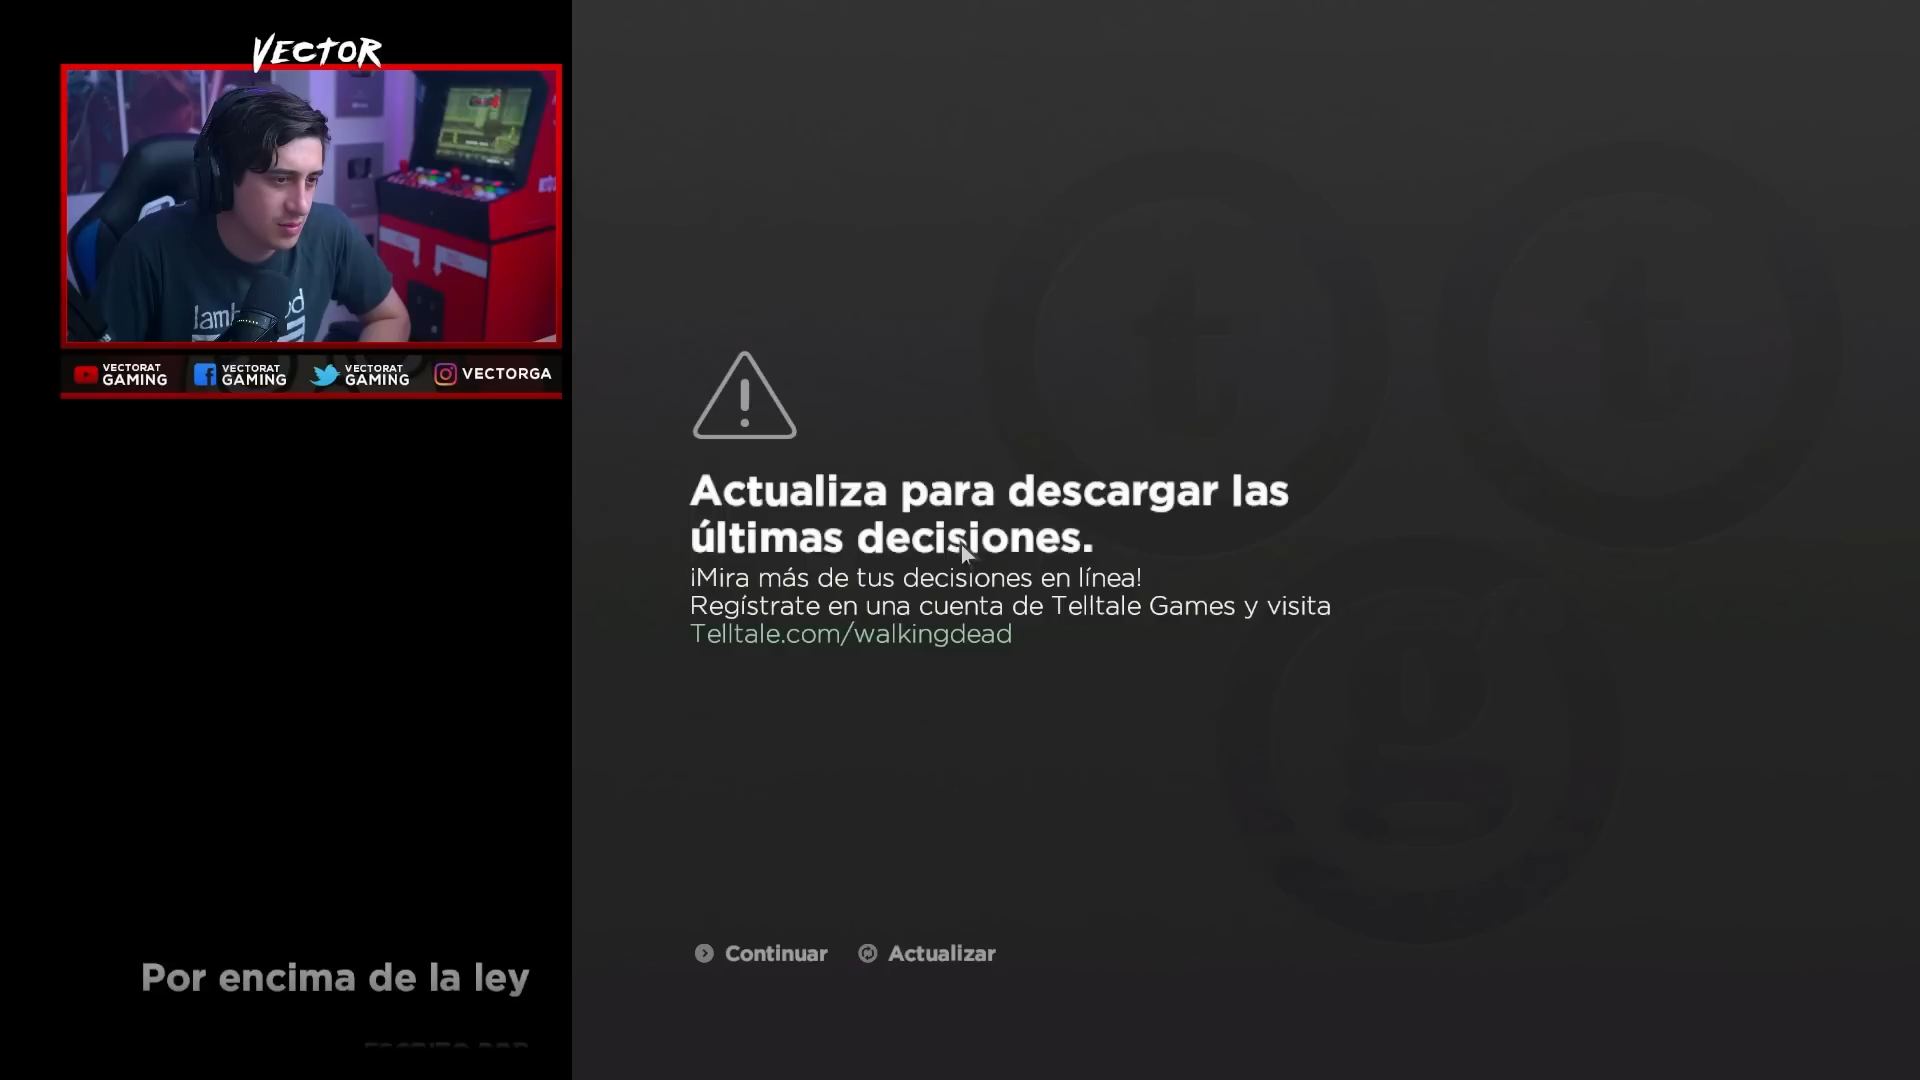 VECTOR
VECTORAT
GAMING
VECTORAT
GAMING
VECTORAT
GAMING
VECTORGA
Actualiza para descargar las
últimas decisiones.
¡Mira más de tus decisiones en línea!
Regístrate en una cuenta de Telltale Games y visita
Telltale.com/walkingdead
Continuar
Actualizar
Por encima de la ley